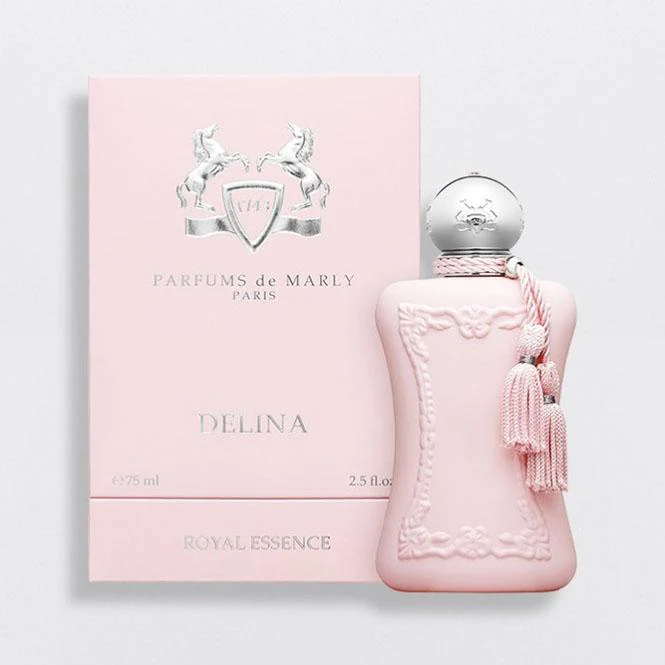 PARFUMS de MARLY
PARIS
DELINA
℮75 ml
2.5 fl.oz
ROYAL ESSENCE